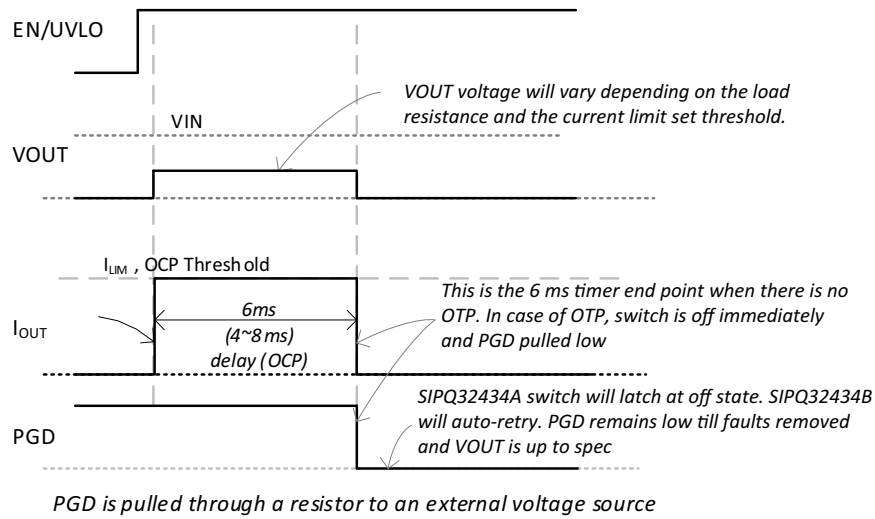 EN/UVLO
VOUT voltage will vary depending on the load
resistance and the current limit set threshold.
VIN
VOUT
ILIM , OCP Threshold
This is the 6 ms timer end point when there is no
OTP. In case of OTP, switch is off immediately
and PGD pulled low
6ms
(4~8 ms)
delay (OCP)
IOUT
SIPQ32434A switch will latch at off state. SIPQ32434B
will auto-retry. PGD remains low till faults removed
and VOUT is up to spec
PGD
PGD is pulled through a resistor to an external voltage source